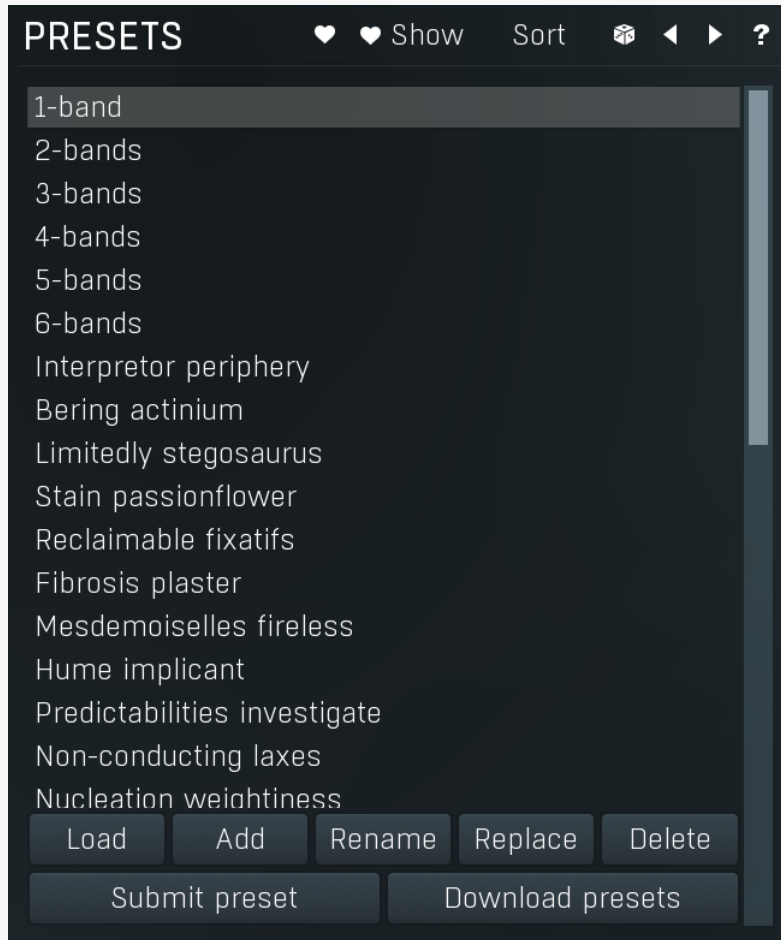 PRESETS Show Sort ?
1-band
2-bands
3-bands
4-bands
5-bands
6-bands
Interpretor periphery
Bering actinium
Limitedly stegosaurus
Stain passionflower
Reclaimable fixatifs
Fibrosis plaster
Mesdemoiselles fireless
Hume implicant
Predictabilities investigate
Non-conducting laxes
Nucleation weightiness
Load Add Rename Replace Delete
Submit preset Download presets